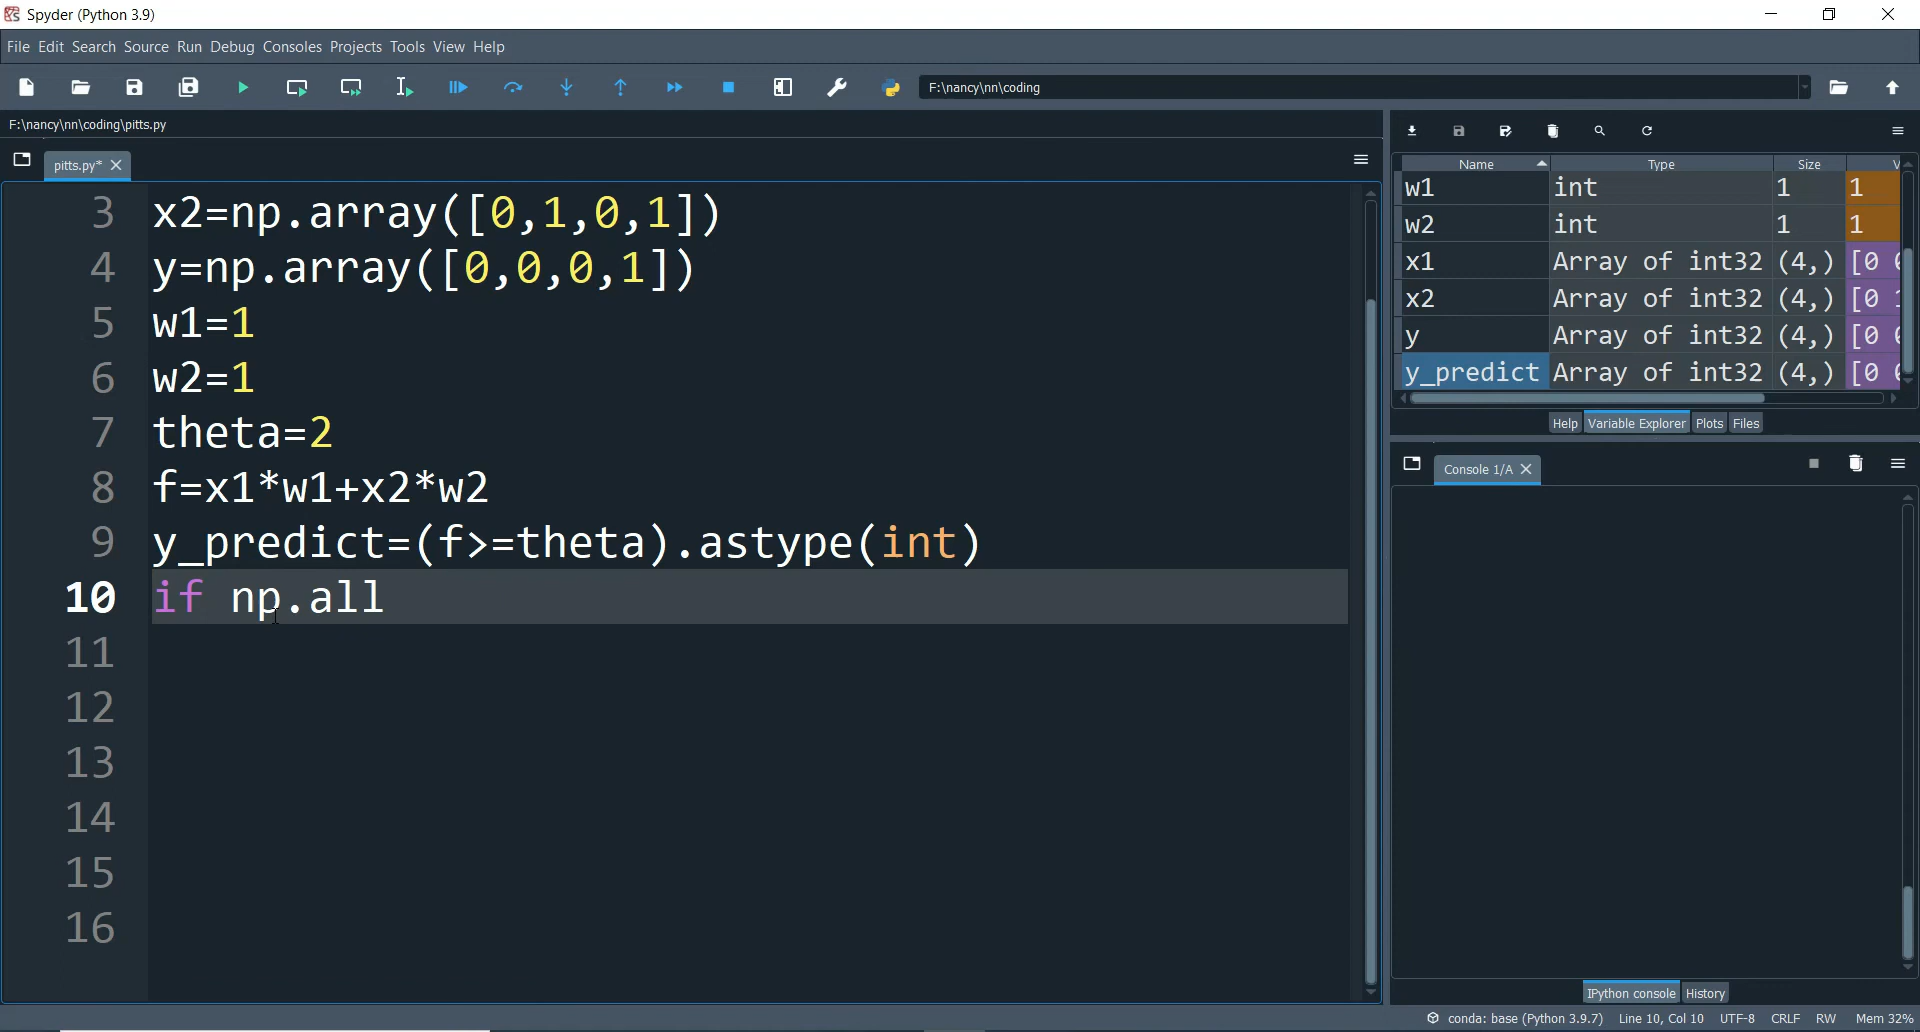 Spyder (Python 3.9)
File Edit Search Source Run Debug Consoles Projects Tools View Help
F:\nancy\nn\coding
F:\nancy\nn\coding\pitts.py
pitts.py*
3 x2=np.array([0,1,0,1])
4 y=np.array([0,0,0,1])
5 w1=1
6 w2=1
7 theta=2
8 f=x1*w1+x2*w2
9 y_predict=(f>=theta).astype(int)
10 if np.all
11
12
13
14
15
16
Name Type Size
w1 int 1 1
w2 int 1 1
x1 Array of int32 (4,) [0
x2 Array of int32 (4,) [0
y Array of int32 (4,) [0
y_predict Array of int32 (4,) [0
Help Variable Explorer Plots Files
Console 1/A
IPython console History
conda: base (Python 3.9.7) Line 10, Col 10 UTF-8 CRLF RW Mem 32%